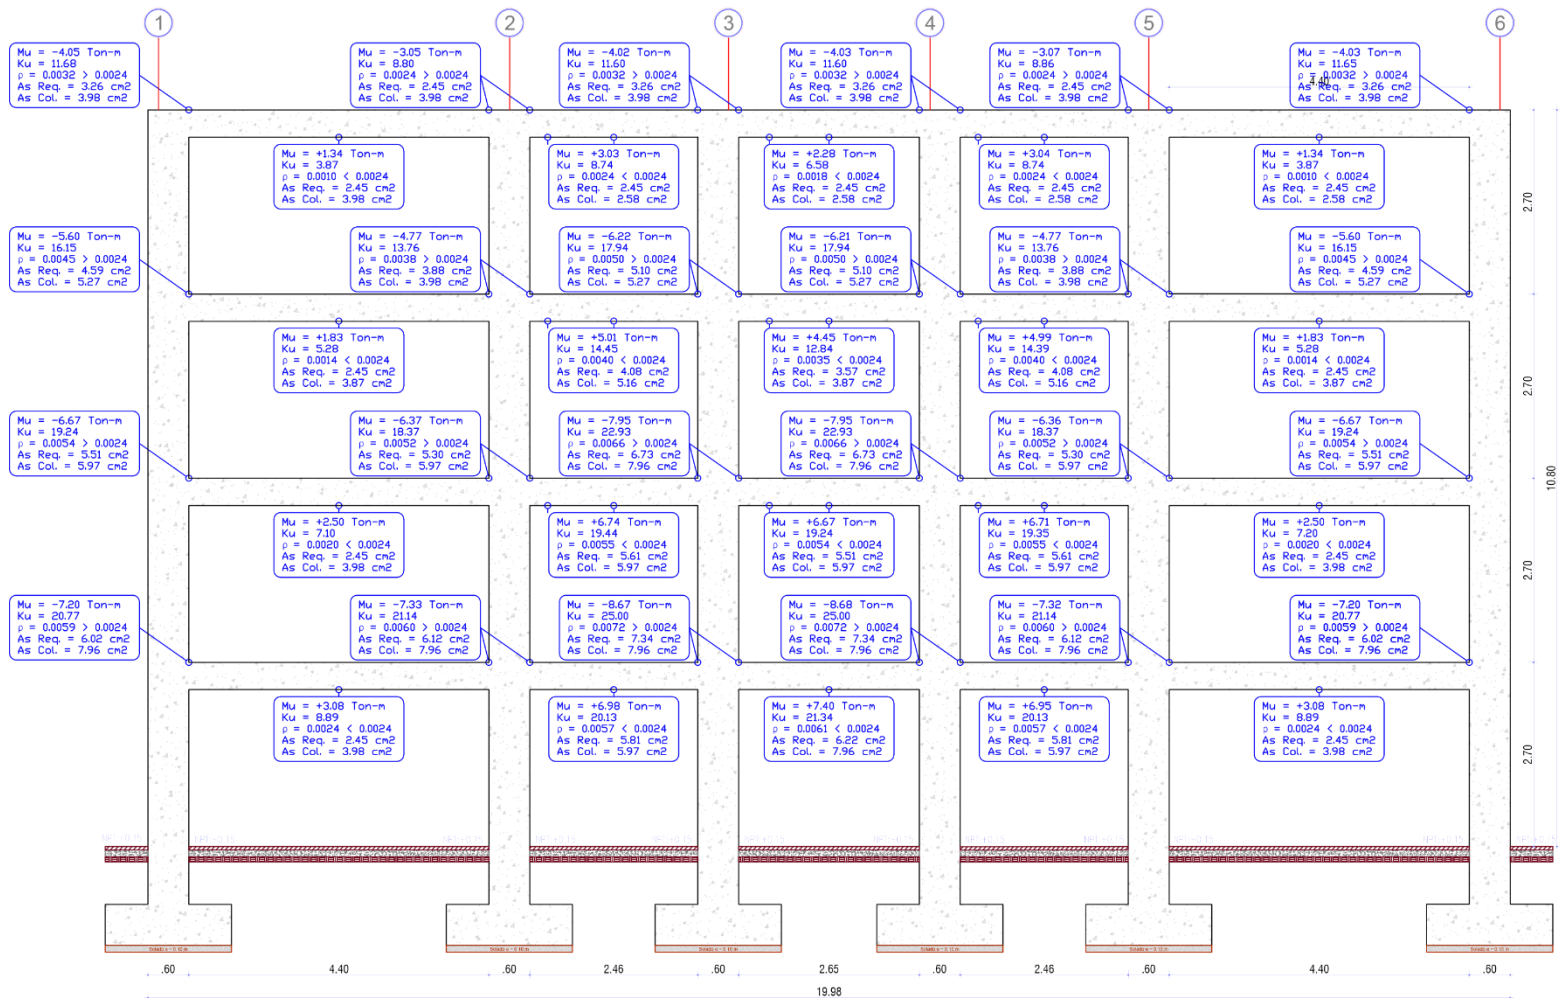 1
2
3
4
5
6
Mu = -4.05 Ton-m
Ku = 11.68
ρ = 0.0032 > 0.0024
As Req. = 3.26 cm2
As Col. = 3.98 cm2
Mu = -3.05 Ton-m
Ku = 8.80
ρ = 0.0024 > 0.0024
As Req. = 2.45 cm2
As Col. = 3.98 cm2
Mu = -4.02 Ton-m
Ku = 11.60
ρ = 0.0032 > 0.0024
As Req. = 3.26 cm2
As Col. = 3.98 cm2
Mu = -4.03 Ton-m
Ku = 11.60
ρ = 0.0032 > 0.0024
As Req. = 3.26 cm2
As Col. = 3.98 cm2
Mu = -3.07 Ton-m
Ku = 8.86
ρ = 0.0024 > 0.0024
As Req. = 2.45 cm2
As Col. = 3.98 cm2
Mu = -4.03 Ton-m
Ku = 11.65
ρ = 0.0032 > 0.0024
As Req. = 3.26 cm2
As Col. = 3.98 cm2
4.40
Mu = +1.34 Ton-m
Ku = 3.87
ρ = 0.0010 < 0.0024
As Req. = 2.45 cm2
As Col. = 3.98 cm2
Mu = +3.03 Ton-m
Ku = 8.74
ρ = 0.0024 < 0.0024
As Req. = 2.45 cm2
As Col. = 2.58 cm2
Mu = +2.28 Ton-m
Ku = 6.58
ρ = 0.0018 < 0.0024
As Req. = 2.45 cm2
As Col. = 2.58 cm2
Mu = +3.04 Ton-m
Ku = 8.74
ρ = 0.0024 < 0.0024
As Req. = 2.45 cm2
As Col. = 2.58 cm2
Mu = +1.34 Ton-m
Ku = 3.87
ρ = 0.0010 < 0.0024
As Req. = 2.45 cm2
As Col. = 3.98 cm2
2.70
Mu = -5.60 Ton-m
Ku = 16.15
ρ = 0.0045 > 0.0024
As Req. = 4.59 cm2
As Col. = 5.27 cm2
Mu = -4.77 Ton-m
Ku = 13.76
ρ = 0.0038 > 0.0024
As Req. = 3.88 cm2
As Col. = 3.98 cm2
Mu = -6.22 Ton-m
Ku = 17.94
ρ = 0.0050 > 0.0024
As Req. = 5.10 cm2
As Col. = 5.27 cm2
Mu = -6.21 Ton-m
Ku = 17.94
ρ = 0.0050 > 0.0024
As Req. = 5.10 cm2
As Col. = 5.27 cm2
Mu = -4.77 Ton-m
Ku = 13.76
ρ = 0.0038 > 0.0024
As Req. = 3.88 cm2
As Col. = 3.98 cm2
Mu = -5.60 Ton-m
Ku = 16.15
ρ = 0.0045 > 0.0024
As Req. = 4.59 cm2
As Col. = 5.27 cm2
Mu = +1.83 Ton-m
Ku = 5.28
ρ = 0.0014 < 0.0024
As Req. = 2.45 cm2
As Col. = 3.87 cm2
Mu = +5.01 Ton-m
Ku = 14.45
ρ = 0.0040 < 0.0024
As Req. = 4.08 cm2
As Col. = 5.16 cm2
Mu = +4.45 Ton-m
Ku = 12.84
ρ = 0.0035 < 0.0024
As Req. = 3.57 cm2
As Col. = 3.87 cm2
Mu = +4.99 Ton-m
Ku = 14.39
ρ = 0.0040 < 0.0024
As Req. = 4.08 cm2
As Col. = 5.16 cm2
Mu = +1.83 Ton-m
Ku = 5.28
ρ = 0.0014 < 0.0024
As Req. = 2.45 cm2
As Col. = 3.87 cm2
2.70
Mu = -6.67 Ton-m
Ku = 19.24
ρ = 0.0054 > 0.0024
As Req. = 5.51 cm2
As Col. = 5.97 cm2
Mu = -6.37 Ton-m
Ku = 18.37
ρ = 0.0052 > 0.0024
As Req. = 5.30 cm2
As Col. = 5.97 cm2
Mu = -7.95 Ton-m
Ku = 22.93
ρ = 0.0066 > 0.0024
As Req. = 6.73 cm2
As Col. = 7.96 cm2
Mu = -7.95 Ton-m
Ku = 22.93
ρ = 0.0066 > 0.0024
As Req. = 6.73 cm2
As Col. = 7.96 cm2
Mu = -6.36 Ton-m
Ku = 18.37
ρ = 0.0052 > 0.0024
As Req. = 5.30 cm2
As Col. = 5.97 cm2
Mu = -6.67 Ton-m
Ku = 19.24
ρ = 0.0054 > 0.0024
As Req. = 5.51 cm2
As Col. = 5.97 cm2
10.80
Mu = +2.50 Ton-m
Ku = 7.10
ρ = 0.0020 < 0.0024
As Req. = 2.45 cm2
As Col. = 3.98 cm2
Mu = +6.74 Ton-m
Ku = 19.44
ρ = 0.0055 < 0.0024
As Req. = 5.61 cm2
As Col. = 5.97 cm2
Mu = +6.67 Ton-m
Ku = 19.24
ρ = 0.0054 < 0.0024
As Req. = 5.51 cm2
As Col. = 5.97 cm2
Mu = +6.71 Ton-m
Ku = 19.35
ρ = 0.0055 < 0.0024
As Req. = 5.61 cm2
As Col. = 5.97 cm2
Mu = +2.50 Ton-m
Ku = 7.20
ρ = 0.0020 < 0.0024
As Req. = 2.45 cm2
As Col. = 3.98 cm2
2.70
Mu = -7.20 Ton-m
Ku = 20.77
ρ = 0.0059 > 0.0024
As Req. = 6.02 cm2
As Col. = 7.96 cm2
Mu = -7.33 Ton-m
Ku = 21.14
ρ = 0.0060 > 0.0024
As Req. = 6.12 cm2
As Col. = 7.96 cm2
Mu = -8.67 Ton-m
Ku = 25.00
ρ = 0.0072 > 0.0024
As Req. = 7.34 cm2
As Col. = 7.96 cm2
Mu = -8.68 Ton-m
Ku = 25.00
ρ = 0.0072 > 0.0024
As Req. = 7.34 cm2
As Col. = 7.96 cm2
Mu = -7.32 Ton-m
Ku = 21.14
ρ = 0.0060 > 0.0024
As Req. = 6.12 cm2
As Col. = 7.96 cm2
Mu = -7.20 Ton-m
Ku = 20.77
ρ = 0.0059 > 0.0024
As Req. = 6.02 cm2
As Col. = 7.96 cm2
Mu = +3.08 Ton-m
Ku = 8.89
ρ = 0.0024 < 0.0024
As Req. = 2.45 cm2
As Col. = 3.98 cm2
Mu = +6.98 Ton-m
Ku = 20.13
ρ = 0.0057 < 0.0024
As Req. = 5.81 cm2
As Col. = 5.97 cm2
Mu = +7.40 Ton-m
Ku = 21.34
ρ = 0.0061 < 0.0024
As Req. = 6.22 cm2
As Col. = 7.96 cm2
Mu = +6.95 Ton-m
Ku = 20.13
ρ = 0.0057 < 0.0024
As Req. = 5.81 cm2
As Col. = 5.97 cm2
Mu = +3.08 Ton-m
Ku = 8.89
ρ = 0.0024 < 0.0024
As Req. = 2.45 cm2
As Col. = 3.98 cm2
2.70
.60
4.40
.60
2.46
.60
2.65
.60
2.46
.60
4.40
.60
19.98